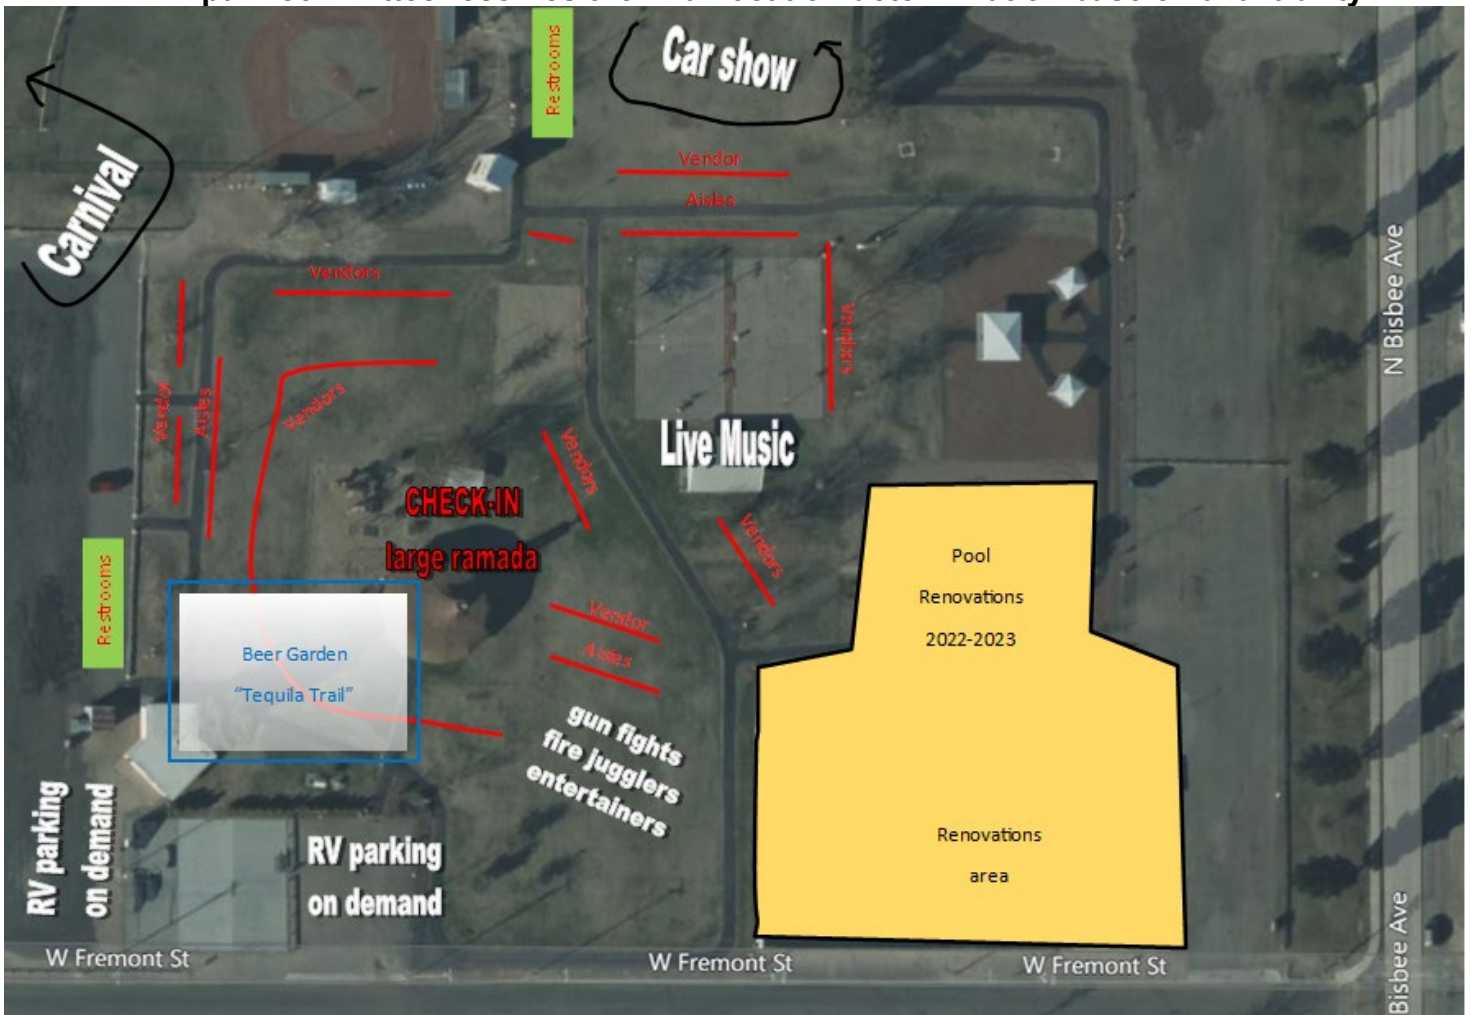 Car show
Restrooms
Carnival
Vendor
Aisles
Vendors
Vendors
Vendor
Aisles
Vendors
N Bisbee Ave
Vendors
Live Music
CHECK-IN
large ramada
Vendors
Restrooms
Pool
Renovations
2022-2023
Vendor
Aisles
Beer Garden
"Tequila Trail"
gun fights
fire jugglers
entertainers
RV parking
on demand
RV parking
on demand
Renovations
area
Bisbee Ave
W Fremont St
W Fremont St
W Fremont St